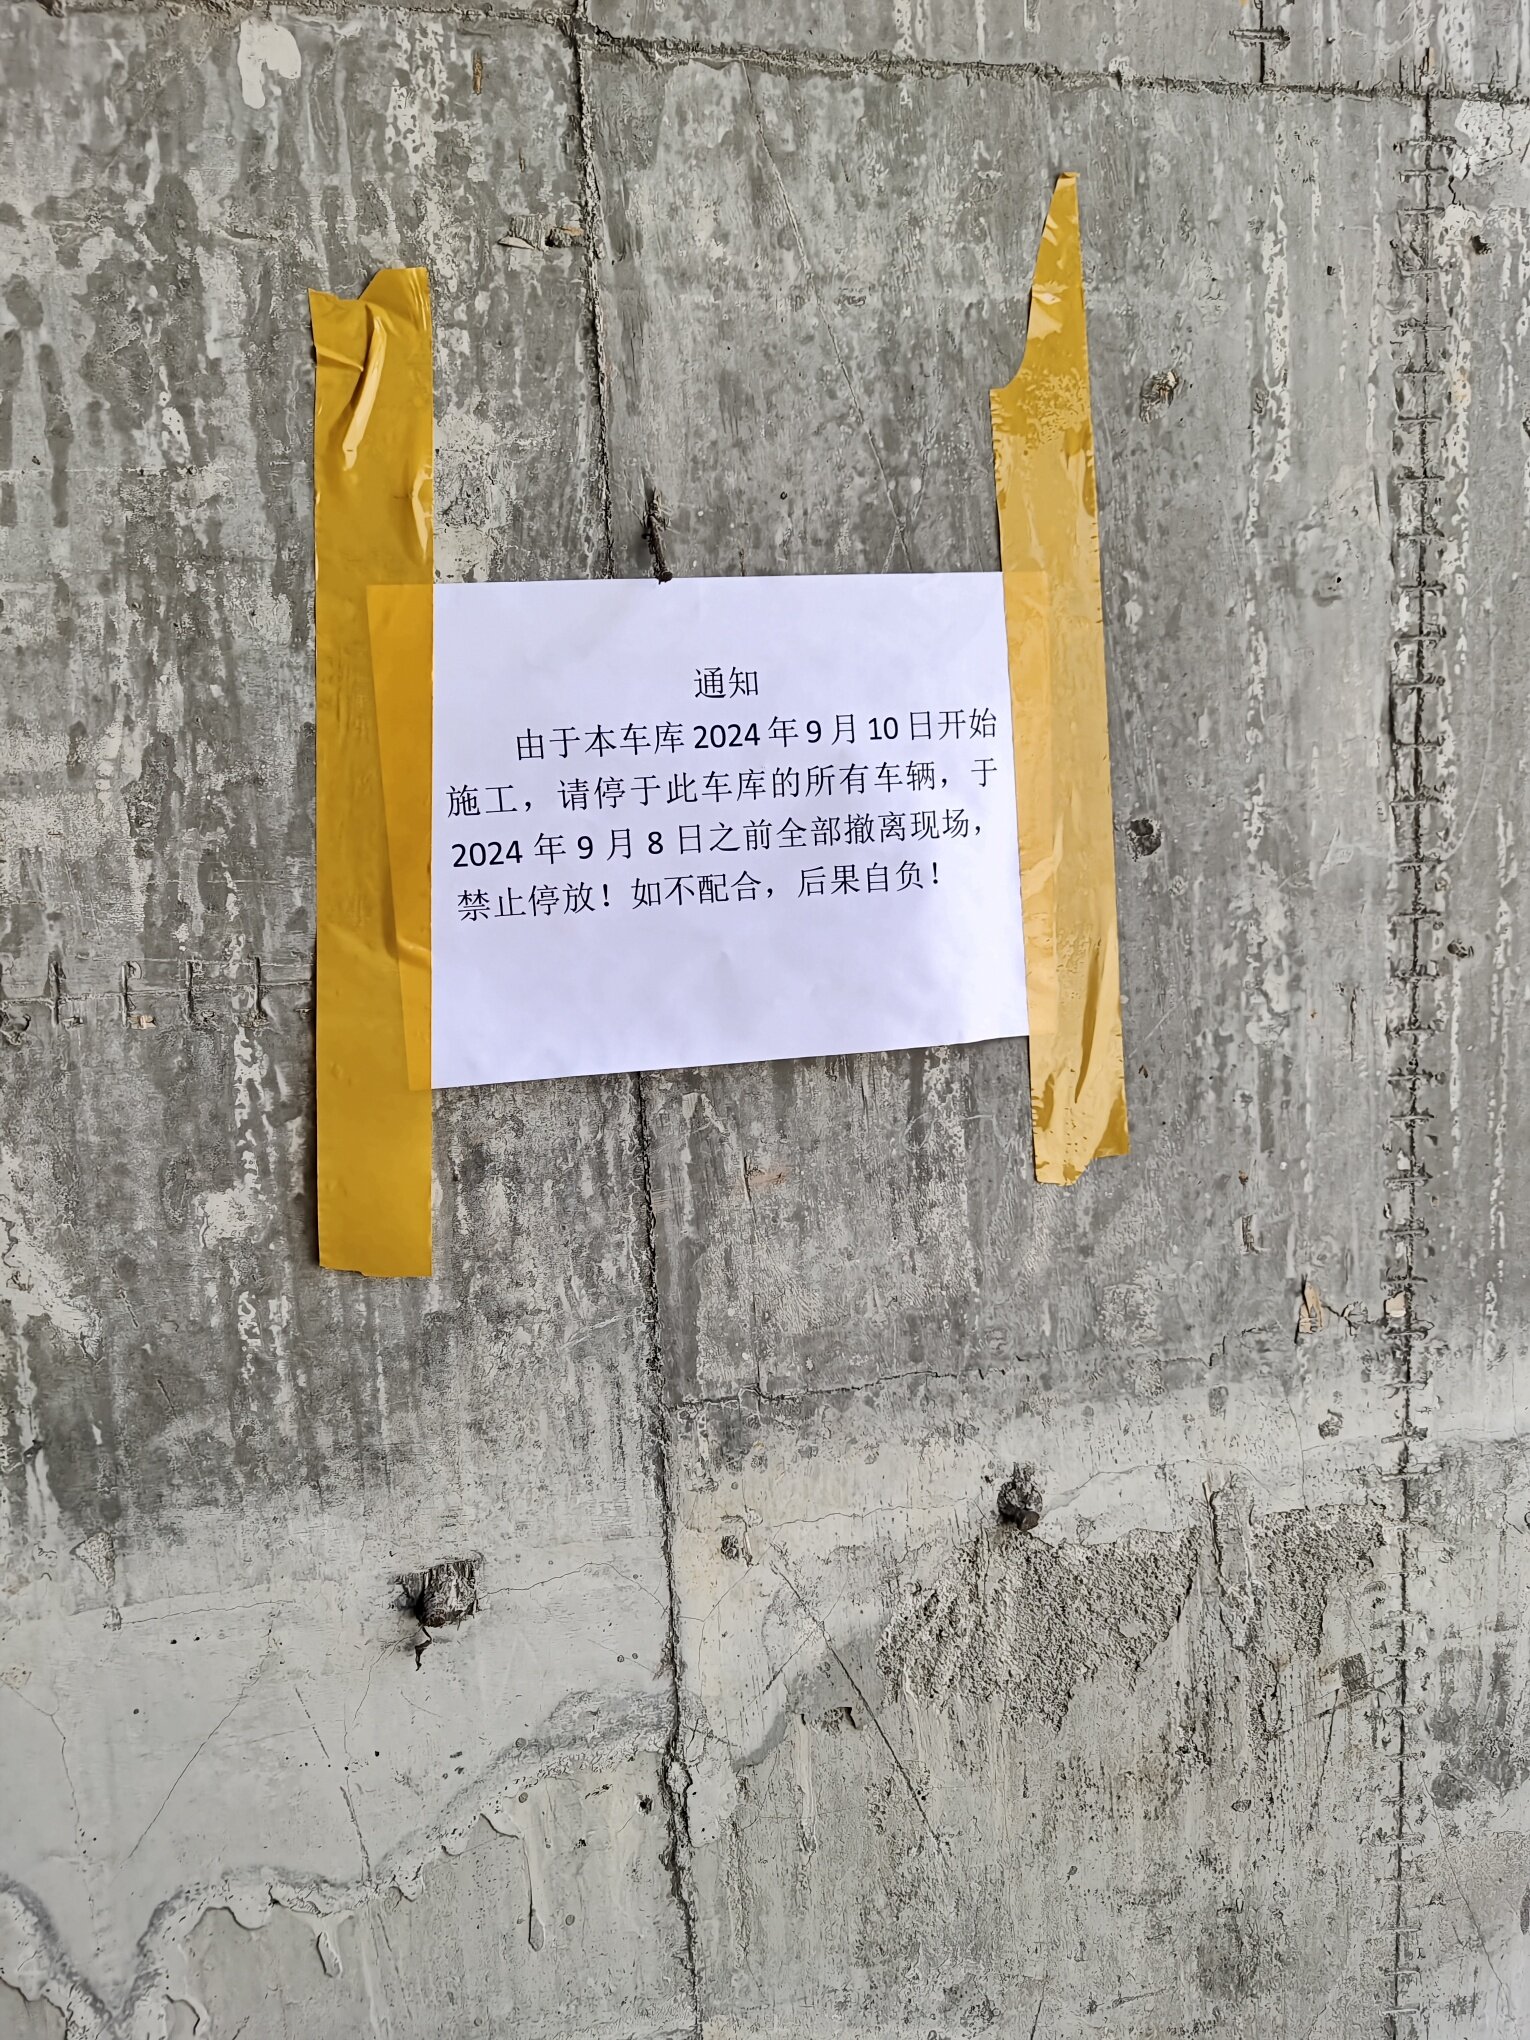 通知
由于本车库 2024 年 9 月 10 日开始
施工，请停于此车库的所有车辆，于
2024 年 9 月 8 日之前全部撤离现场，
禁止停放！如不配合，后果自负！